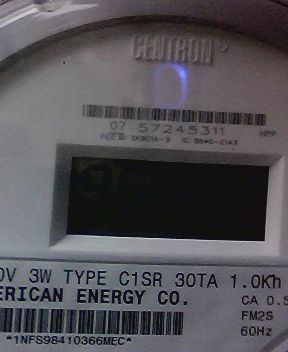 CENTRON®
07 57245311 HPP
0V 3W TYPE C1SR 30TA 1.0Kh
ERICAN ENERGY CO. CA 0.5
FM2S
*1NFS98410366MEC* 60Hz